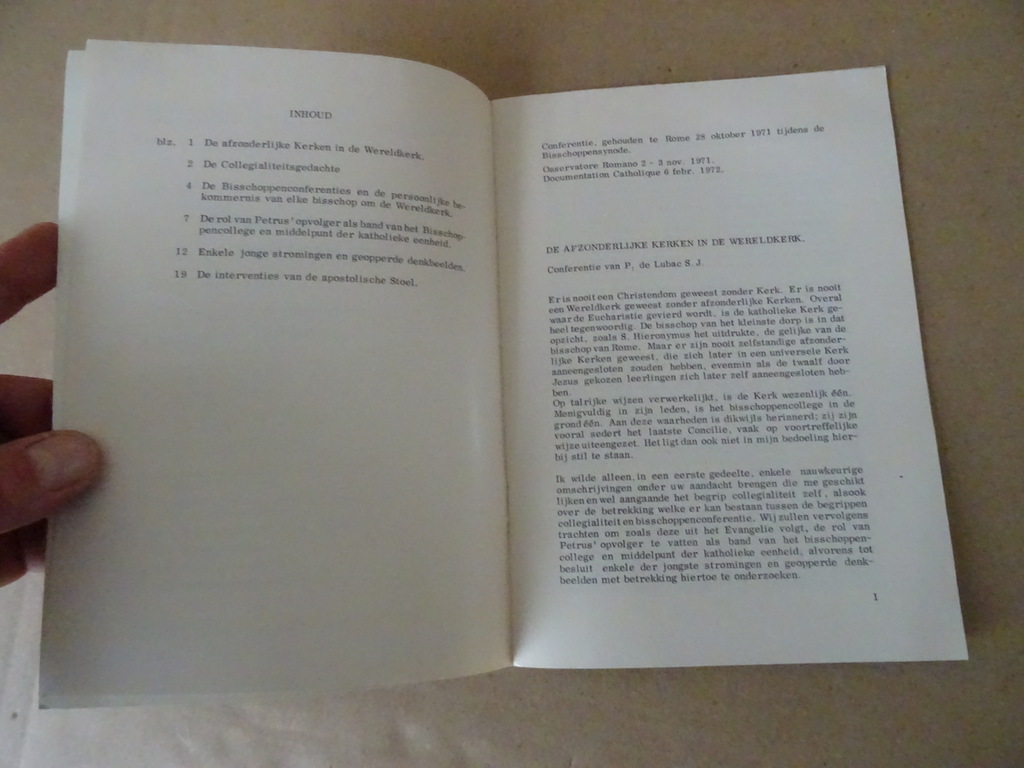 INHOUD
blz. 1 De afzonderlijke Kerken in de Wereldkerk.
2 De Collegialiteitsgedachte
4 De Bisschoppenconferenties en de persoonlijke be-
kommernis van elke bisschop om de Wereldkerk.
7 De rol van Petrus' opvolger als band van het Bisschop-
pencollege en middelpunt der katholieke eenheid.
12 Enkele jonge stromingen en geopperde denkbeelden.
19 De interventies van de apostolische Stoel.
Conferentie, gehouden te Rome 28 oktober 1971 tijdens de
Bisschoppensynode.
Osservatore Romano 2 - 3 nov. 1971.
Documentation Catholique 6 febr. 1972.
DE AFZONDERLIJKE KERKEN IN DE WERELDKERK.
Conferentie van P. de Lubac S. J.
Er is nooit een Christendom geweest zonder Kerk. Er is nooit
een Wereldkerk geweest zonder afzonderlijke Kerken. Overal
waar de Eucharistie gevierd wordt, is de katholieke Kerk ge-
heel tegenwoordig. De bisschop van het kleinste dorp is in dat
opzicht, zoals S. Hieronymus het uitdrukte, de gelijke van de
bisschop van Rome. Maar er zijn nooit zelfstandige afzonder-
lijke Kerken geweest, die zich later in een universele Kerk
aaneengesloten zouden hebben, evenmin als de twaalf door
Jezus gekozen leerlingen zich later zelf aaneengesloten heb-
ben.
Op talrijke wijzen verwerkelijkt, is de Kerk wezenlijk één.
Menigvuldig in zijn leden, is het bisschoppencollege in de
grond één. Aan deze waarheden is dikwijls herinnerd; zij zijn
vooral sedert het laatste Concilie, vaak op voortreffelijke
wijze uiteengezet. Het ligt dan ook niet in mijn bedoeling hier-
bij stil te staan.
Ik wilde alleen, in een eerste gedeelte, enkele nauwkeurige
omschrijvingen onder uw aandacht brengen die me geschikt
lijken en wel aangaande het begrip collegialiteit zelf, alsook
over de betrekking welke er kan bestaan tussen de begrippen
collegialiteit en bisschoppenconferentie. Wij zullen vervolgens
trachten om zoals deze uit het Evangelie volgt, de rol van
Petrus' opvolger te vatten als band van het bisschoppen-
college en middelpunt der katholieke eenheid, alvorens tot
besluit enkele der jongste stromingen en geopperde denk-
beelden met betrekking hiertoe te onderzoeken.
1